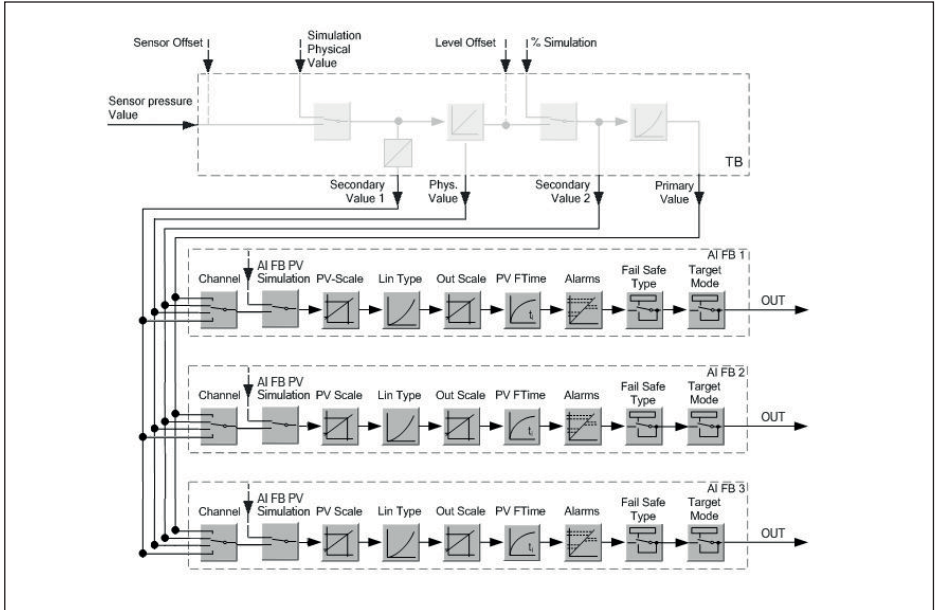 Sensor Offset
Simulation
Physical
Value
Level Offset
% Simulation
Sensor pressure
Value
TB
Secondary
Value 1
Phys.
Value
Secondary
Value 2
Primary
Value
AI FB 1
Channel
AI FB PV
Simulation
PV-Scale
Lin Type
Out Scale
PV FTime
Alarms
Fail Safe
Type
Target
Mode
ti
OUT
AI FB 2
Channel
AI FB PV
Simulation
PV Scale
Lin Type
Out Scale
PV FTime
Alarms
Fail Safe
Type
Target
Mode
ti
OUT
AI FB 3
Channel
AI FB PV
Simulation
PV Scale
Lin Type
Out Scale
PV FTime
Alarms
Fail Safe
Type
Target
Mode
ti
OUT